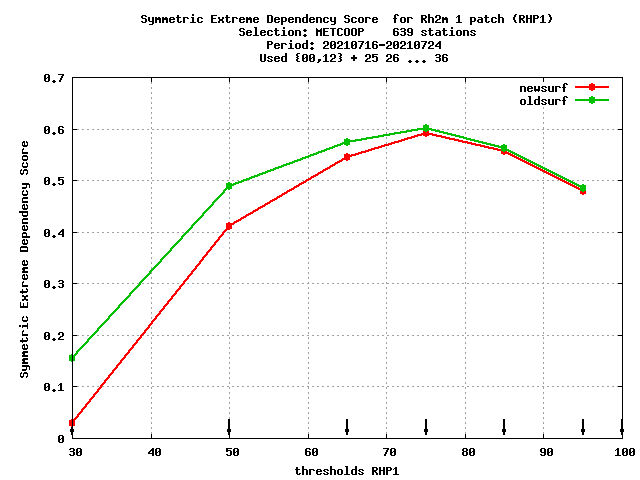 Symmetric Extreme Dependency Score  for Rh2m 1 patch (RHP1)
Selection: METCOOP    639 stations
Period: 20210716-20210724
Used {00,12} + 25 26 ... 36
newsurf
oldsurf
0.7
0.6
0.5
0.4
0.3
0.2
0.1
0
Symmetric Extreme Dependency Score
30 40 50 60 70 80 90 100
thresholds RHP1